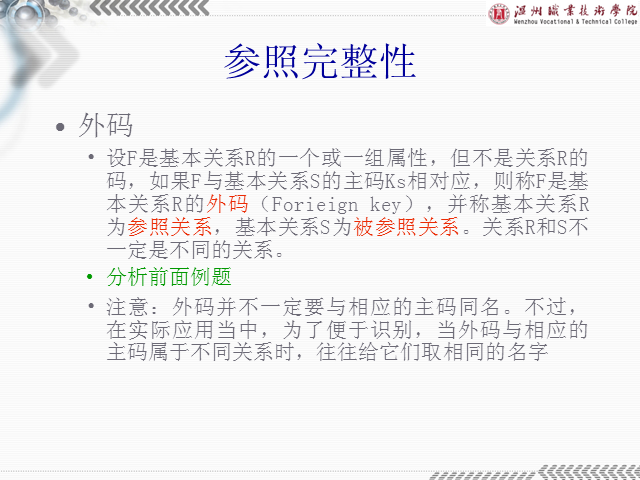 温州職業技術學院
Wenzhou Vocational & Technical College
参照完整性
• 外码
• 设F是基本关系R的一个或一组属性，但不是关系R的
码，如果F与基本关系S的主码Ks相对应，则称F是基
本关系R的外码（Forieign key），并称基本关系R
为参照关系，基本关系S为被参照关系。关系R和S不
一定是不同的关系。
• 分析前面例题
• 注意：外码并不一定要与相应的主码同名。不过，
在实际应用当中，为了便于识别，当外码与相应的
主码属于不同关系时，往往给它们取相同的名字